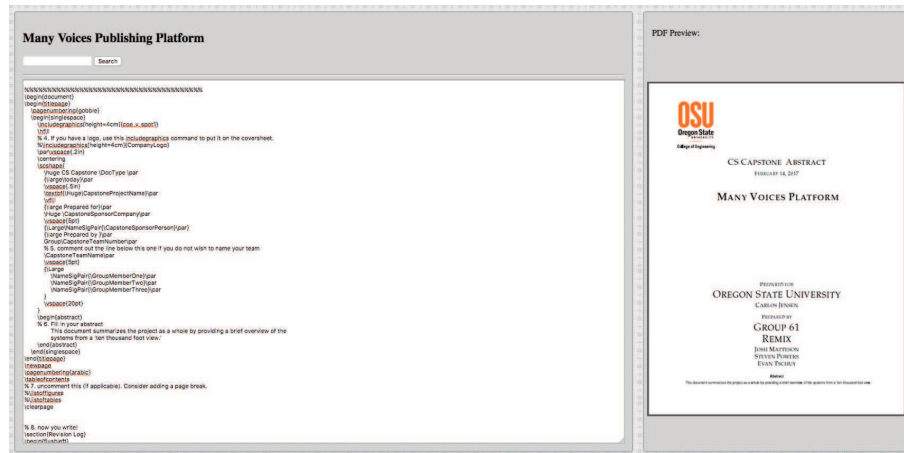 Many Voices Publishing Platform
Search
%%%%%%%%%%%%%%%%%%%%%%%%%%%%%%%%%%%%%%%%
\begin{document}
\begin{titlepage}
\pagenumbering{gobble}
\begin{singlespace}
\includegraphics[height=4cm]{coe_v_spot1}
\hfill
% 4. If you have a logo, use this includegraphics command to put it on the coversheet.
%\includegraphics[height=4cm]{CompanyLogo}
\par\vspace{.2in}
\centering
\scshape{
\huge CS Capstone \DocType \par
{\large\today}\par
\vspace{.5in}
\textbf{\Huge\CapstoneProjectName}\par
\vfill
{\large Prepared for}\par
\Huge \CapstoneSponsorCompany\par
\vspace{5pt}
{\Large\NameSigPair{\CapstoneSponsorPerson}\par}
{\large Prepared by }\par
Group\CapstoneTeamNumber\par
% 5. comment out the line below this one if you do not wish to name your team
\CapstoneTeamName\par
\vspace{5pt}
{\Large
\NameSigPair{\GroupMemberOne}\par
\NameSigPair{\GroupMemberTwo}\par
\NameSigPair{\GroupMemberThree}\par
}
\vspace{20pt}
}
\begin{abstract}
% 6. Fill in your abstract
This document summarizes the project as a whole by providing a brief overview of the
systems from a 'ten thousand foot view.'
\end{abstract}
\end{singlespace}
\end{titlepage}
\newpage
\pagenumbering{arabic}
\tableofcontents
% 7. uncomment this (if applicable). Consider adding a page break.
%\listoffigures
%\listoftables
\clearpage
% 8. now you write!
\section{Revision Log}
\begin{flushleft}
PDF Preview:
OSU
Oregon State
UNIVERSITY
College of Engineering
CS CAPSTONE ABSTRACT
FEBRUARY 14, 2017
MANY VOICES PLATFORM
PREPARED FOR
OREGON STATE UNIVERSITY
CARLOS JENSEN
PREPARED BY
GROUP 61
REMIX
JOSH MATTESON
STEVEN POWERS
EVAN TSCHUY
Abstract
This document summarizes the project as a whole by providing a brief overview of the systems from a 'ten thousand foot view.'